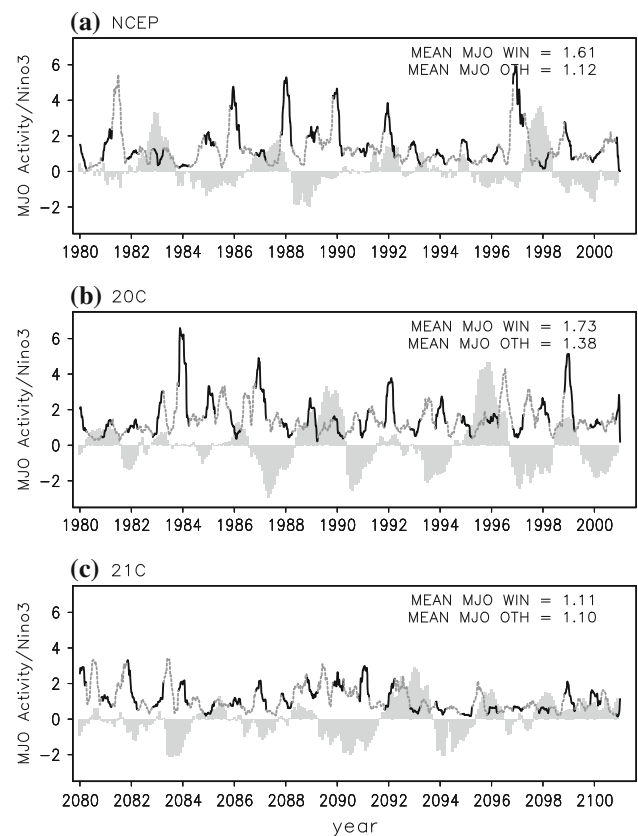 (a) NCEP
MEAN MJO WIN = 1.61
MEAN MJO OTH = 1.12
MJO Activity/Nino3
6
4
2
0
-2
1980 1982 1984 1986 1988 1990 1992 1994 1996 1998 2000
(b) 20C
MEAN MJO WIN = 1.73
MEAN MJO OTH = 1.38
MJO Activity/Nino3
6
4
2
0
-2
1980 1982 1984 1986 1988 1990 1992 1994 1996 1998 2000
(c) 21C
MEAN MJO WIN = 1.11
MEAN MJO OTH = 1.10
MJO Activity/Nino3
6
4
2
0
-2
2080 2082 2084 2086 2088 2090 2092 2094 2096 2098 2100
year